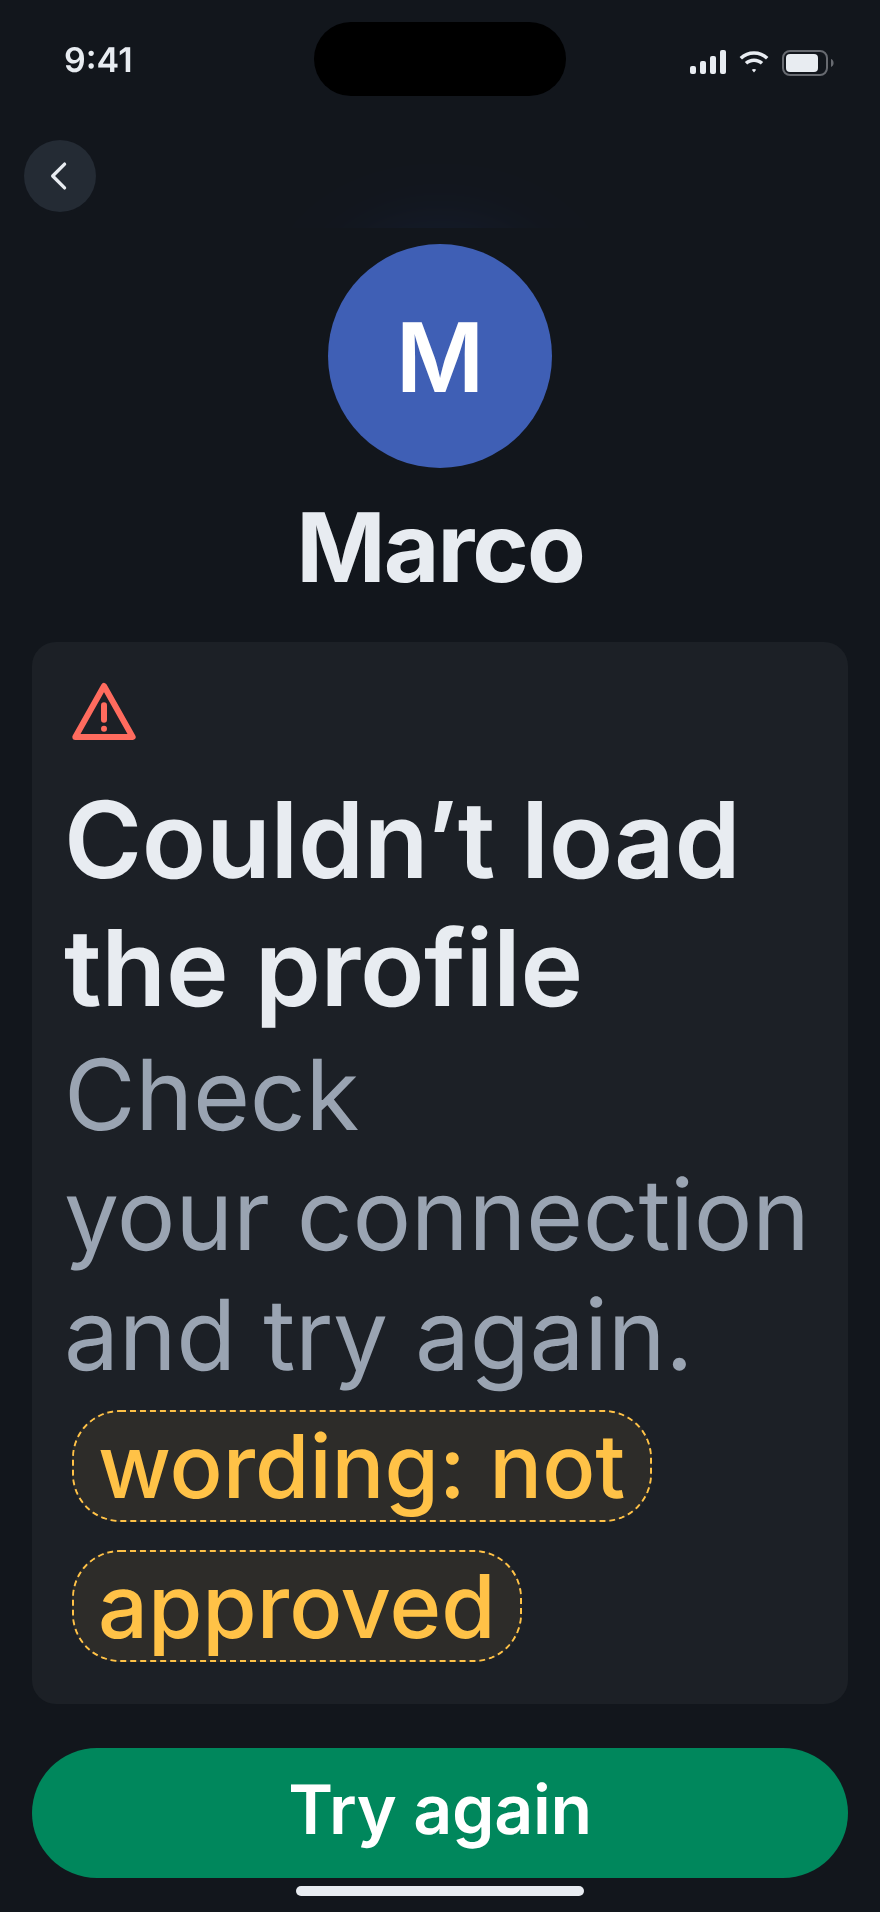 9:41
M
Marco
Couldn’t load
the profile
Check
your connection
and try again.
wording: not
approved
Try again